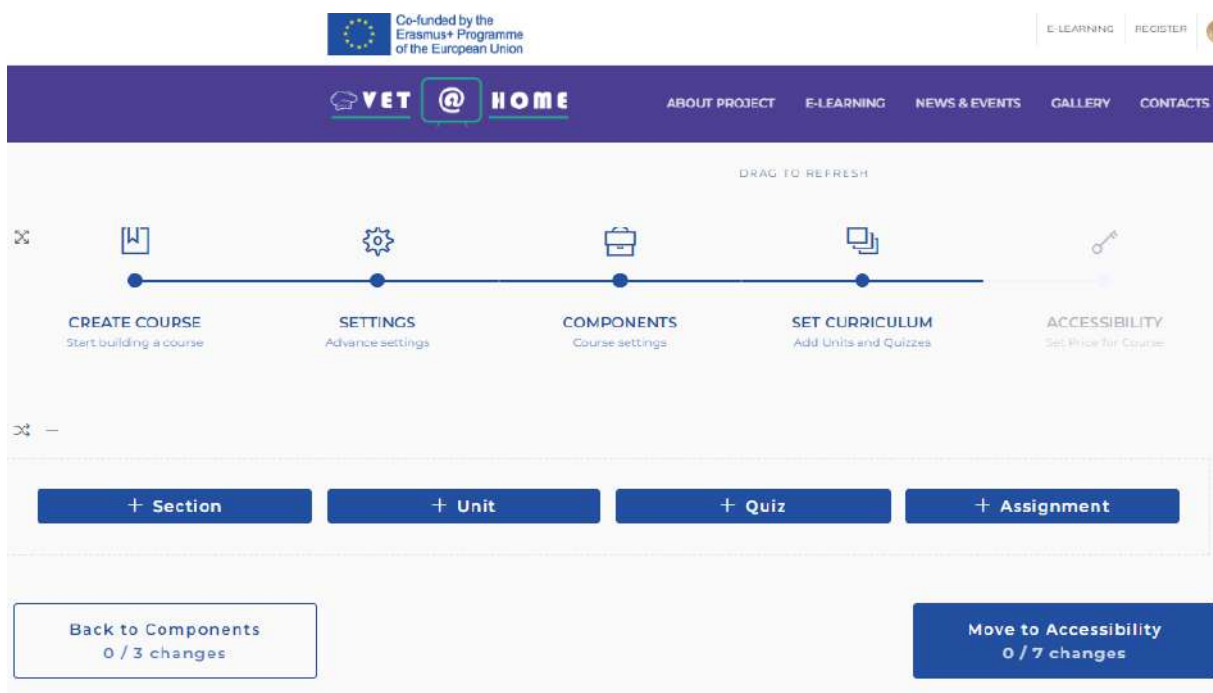 Co-funded by the
Erasmus+ Programme
of the European Union
E-LEARNING REGISTER
VET @ HOME
ABOUT PROJECT E-LEARNING NEWS & EVENTS GALLERY CONTACTS
DRAG TO REFRESH
CREATE COURSE SETTINGS COMPONENTS SET CURRICULUM ACCESSIBILITY
Start building a course Advance settings Course settings Add Units and Quizzes Set Price for Course
+ Section + Unit + Quiz + Assignment
Back to Components Move to Accessibility
0 / 3 changes 0 / 7 changes